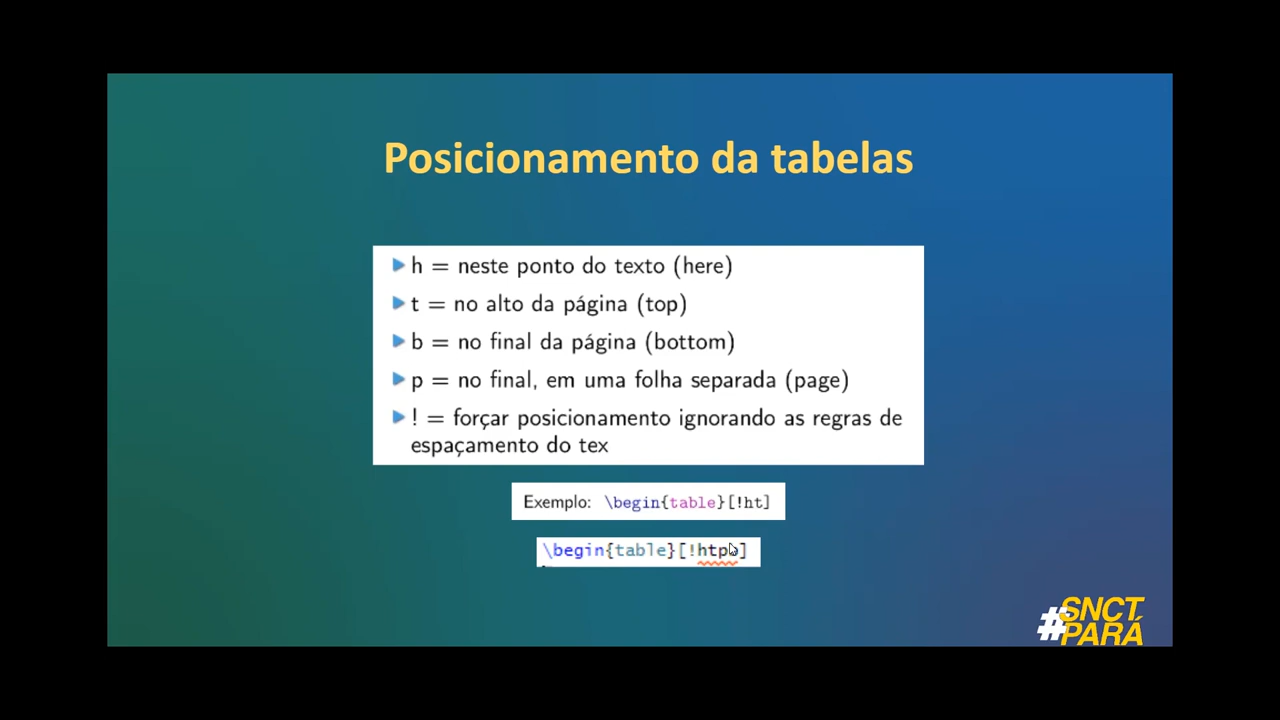 Posicionamento da tabelas
h = neste ponto do texto (here)
t = no alto da página (top)
b = no final da página (bottom)
p = no final, em uma folha separada (page)
! = forçar posicionamento ignorando as regras de
espaçamento do tex
Exemplo: \begin{table}[!ht]
\begin{table}
#SNCT
PARÁ